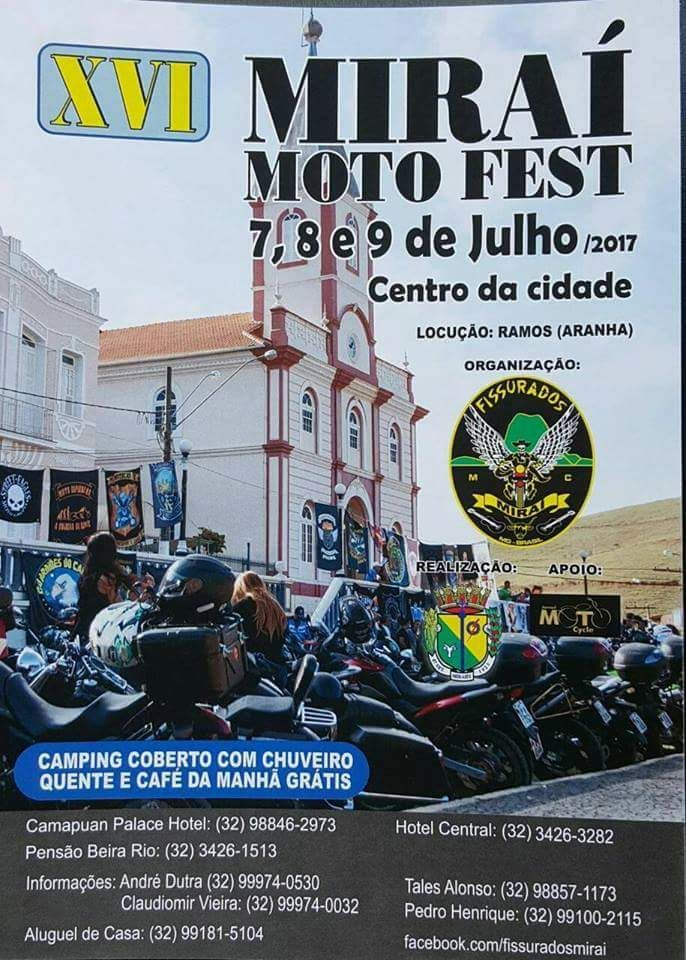 XVI
MIRAÍ
MOTO FEST
7, 8 e 9 de Julho /2017
Centro da cidade
LOCUÇÃO: RAMOS (ARANHA)
ORGANIZAÇÃO:
FISSURADOS
M C
MIRAÍ
MG-BRASIL
REALIZAÇÃO:
APOIO:
MOTO
Cycle
CAMPING COBERTO COM CHUVEIRO
QUENTE E CAFÉ DA MANHÃ GRÁTIS
Camapuan Palace Hotel: (32) 98846-2973
Hotel Central: (32) 3426-3282
Pensão Beira Rio: (32) 3426-1513
Informações: André Dutra (32) 99974-0530
Claudiomir Vieira: (32) 99974-0032
Aluguel de Casa: (32) 99181-5104
Tales Alonso: (32) 98857-1173
Pedro Henrique: (32) 99100-2115
facebook.com/fissuradosmirai